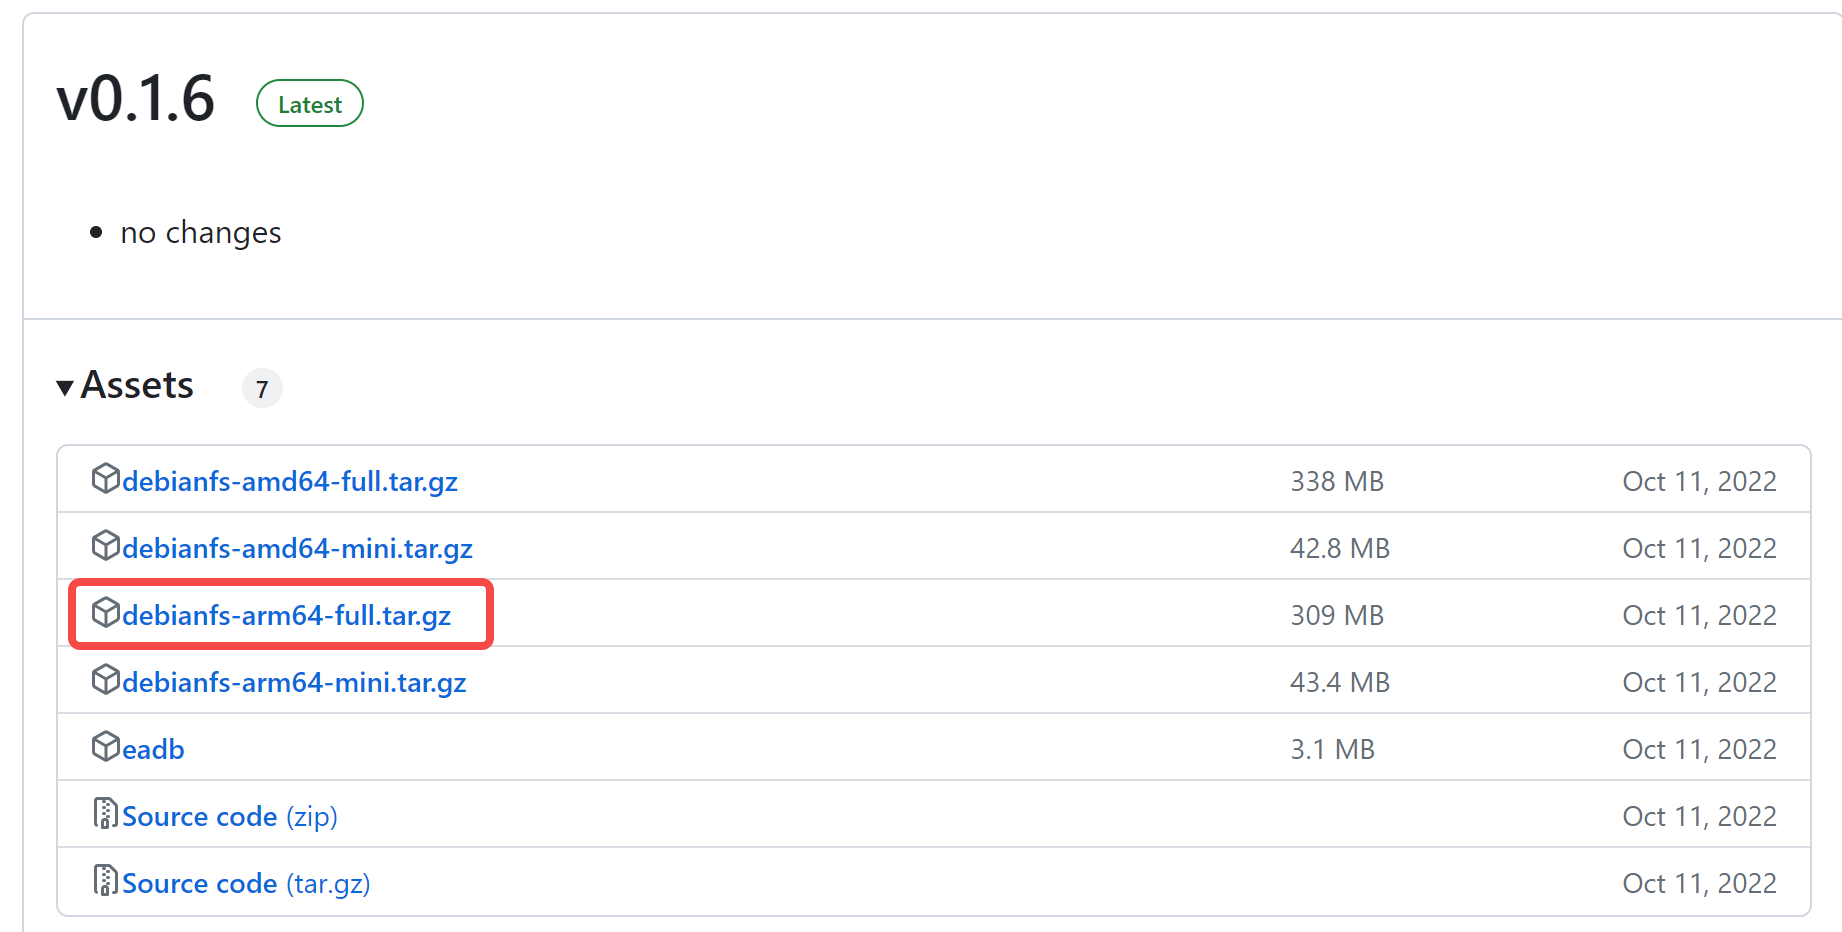 v0.1.6 Latest
no changes
Assets 7
debianfs-amd64-full.tar.gz 338 MB Oct 11, 2022
debianfs-amd64-mini.tar.gz 42.8 MB Oct 11, 2022
debianfs-arm64-full.tar.gz 309 MB Oct 11, 2022
debianfs-arm64-mini.tar.gz 43.4 MB Oct 11, 2022
eadb 3.1 MB Oct 11, 2022
Source code (zip) Oct 11, 2022
Source code (tar.gz) Oct 11, 2022